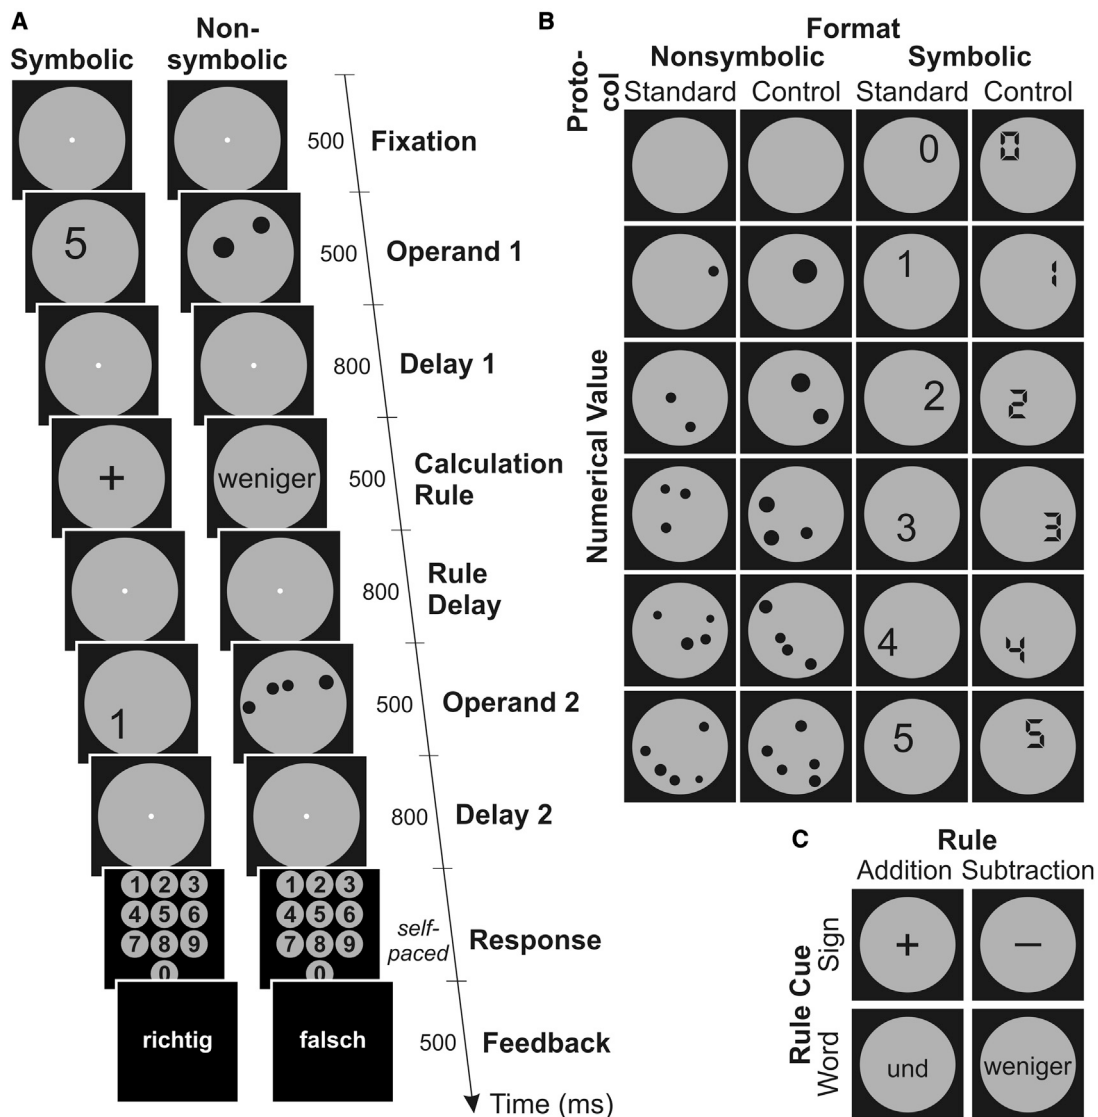 A
Symbolic
Non-
symbolic
500 Fixation
5
500 Operand 1
800 Delay 1
+ weniger
500 Calculation
Rule
800 Rule
Delay
1
500 Operand 2
800 Delay 2
1 2 3 1 2 3
4 5 6 4 5 6
7 8 9 7 8 9
0 0
self-
paced
Response
richtig falsch
500 Feedback
Time (ms)
B
Format
Nonsymbolic Symbolic
Proto-
col
Standard Control Standard Control
Numerical Value
0 0
1 1
2 2
3 3
4 4
5 5
C
Rule
Addition Subtraction
Rule Cue
Sign
+ −
Word
und weniger